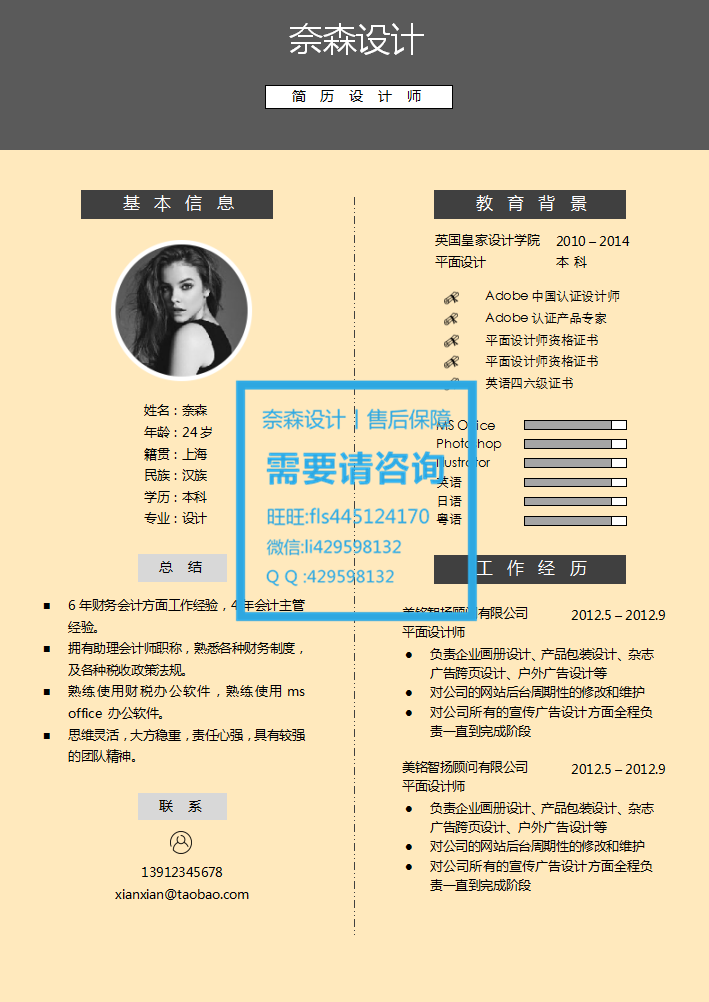 奈森设计
简 历 设 计 师
基 本 信 息
姓名：奈森
年龄：24 岁
籍贯：上海
民族：汉族
学历：本科
专业：设计
总 结
■ 6 年财务会计方面工作经验，4 年会计主管
经验。
■ 拥有助理会计师职称，熟悉各种财务制度，
及各种税收政策法规。
■ 熟练使用财税办公软件，熟练使用 ms
office 办公软件。
■ 思维灵活，大方稳重，责任心强，具有较强
的团队精神。
联 系
13912345678
xianxian@taobao.com
教 育 背 景
英国皇家设计学院 2010 – 2014
平面设计 本 科
Adobe 中国认证设计师
Adobe 认证产品专家
平面设计师资格证书
平面设计师资格证书
英语四六级证书
MS Office
Photoshop
Illustrator
英语
日语
粤语
工 作 经 历
美铭智扬顾问有限公司 2012.5 – 2012.9
平面设计师
● 负责企业画册设计、产品包装设计、杂志
广告跨页设计、户外广告设计等
● 对公司的网站后台周期性的修改和维护
● 对公司所有的宣传广告设计方面全程负
责一直到完成阶段
美铭智扬顾问有限公司 2012.5 – 2012.9
平面设计师
● 负责企业画册设计、产品包装设计、杂志
广告跨页设计、户外广告设计等
● 对公司的网站后台周期性的修改和维护
● 对公司所有的宣传广告设计方面全程负
责一直到完成阶段
奈森设计丨售后保障
需要请咨询
旺旺:fls445124170
微信:li429598132
Q Q :429598132